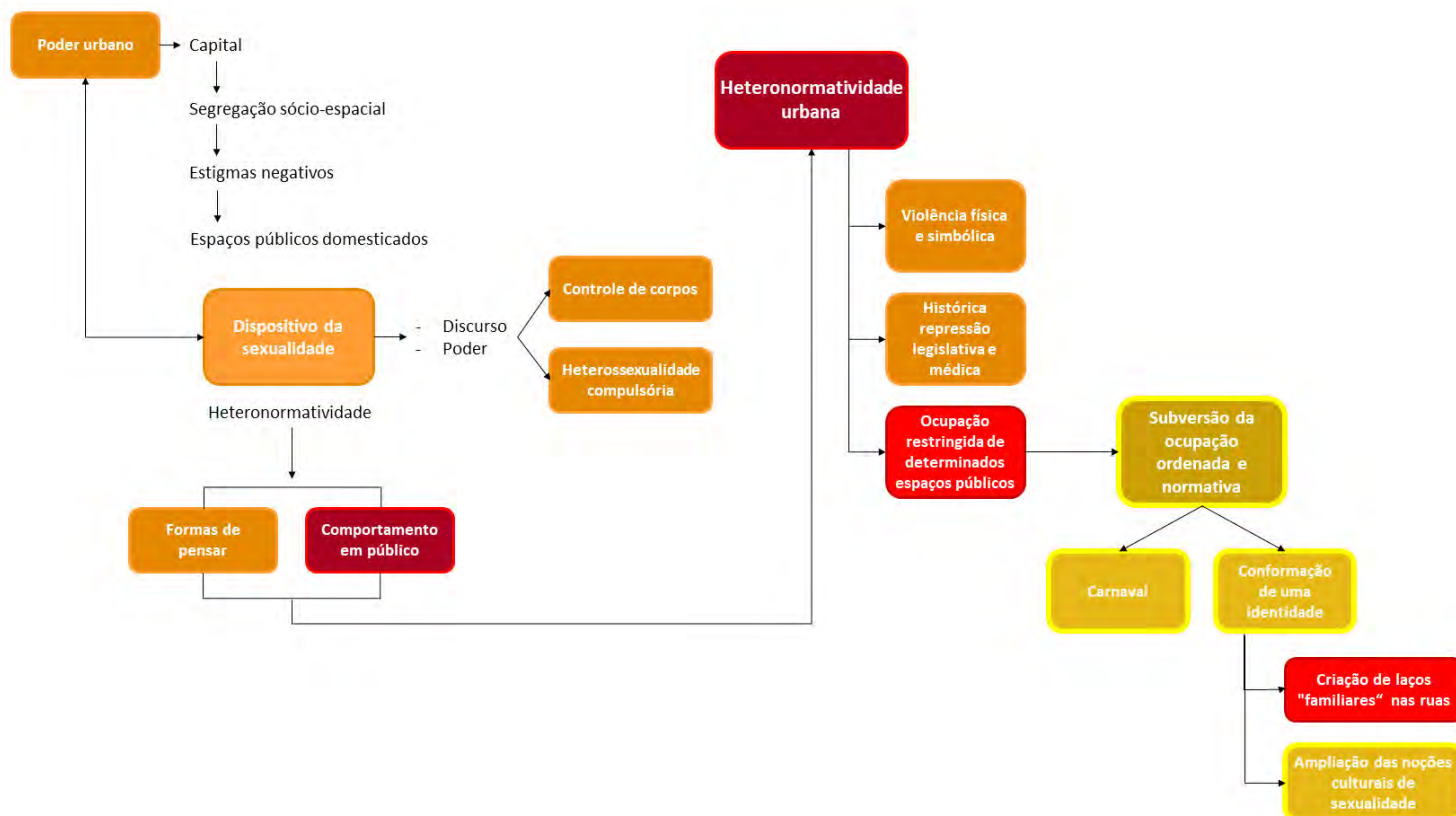 Poder urbano
Capital
Segregação sócio-espacial
Estigmas negativos
Espaços públicos domesticados
Dispositivo da
sexualidade
- Discurso
- Poder
Controle de corpos
Heterossexualidade
compulsória
Heteronormatividade
Formas de
pensar
Comportamento
em público
Heteronormatividade
urbana
Violência física
e simbólica
Histórica
repressão
legislativa e
médica
Ocupação
restringida de
determinados
espaços públicos
Subversão da
ocupação
ordenada e
normativa
Carnaval
Conformação
de uma
identidade
Criação de laços
"familiares“ nas ruas
Ampliação das noções
culturais de
sexualidade